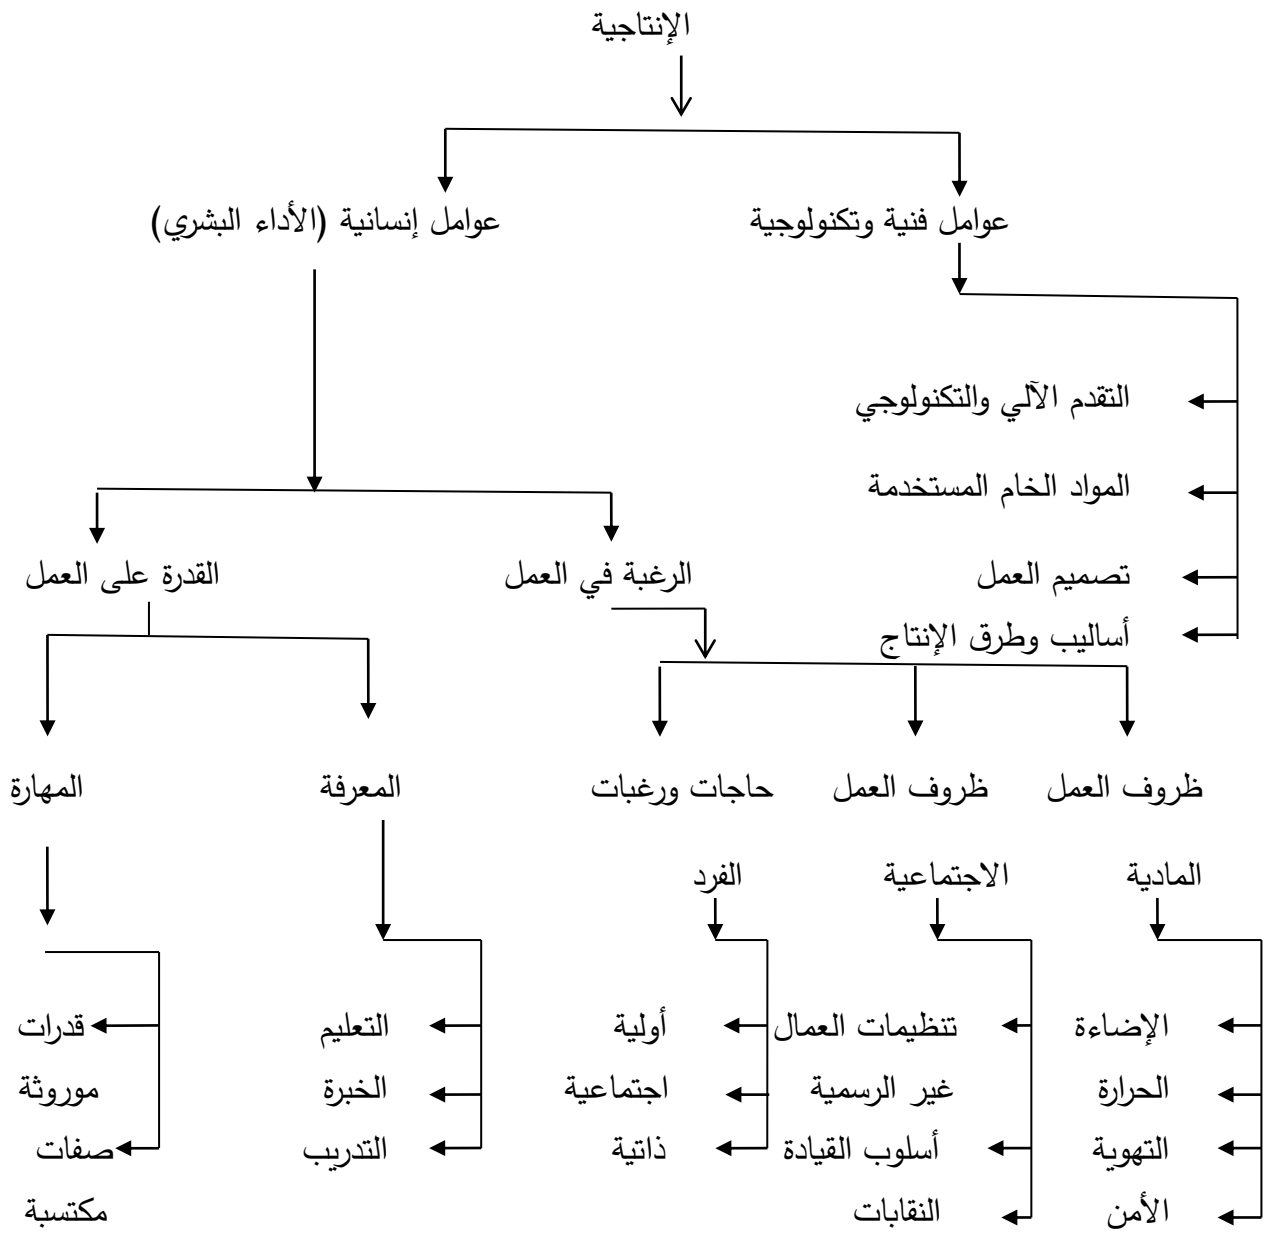 الإنتاجية
عوامل فنية وتكنولوجية
عوامل إنسانية (الأداء البشري)
التقدم الآلي والتكنولوجي
المواد الخام المستخدمة
تصميم العمل
الرغبة في العمل
القدرة على العمل
أساليب وطرق الإنتاج
ظروف العمل
المادية
ظروف العمل
الاجتماعية
حاجات ورغبات
الفرد
المعرفة
المهارة
الإضاءة
الحرارة
التهوية
الأمن
تنظيمات العمال
غير الرسمية
أسلوب القيادة
النقابات
أولية
اجتماعية
ذاتية
التعليم
الخبرة
التدريب
قدرات
موروثة
صفات
مكتسبة